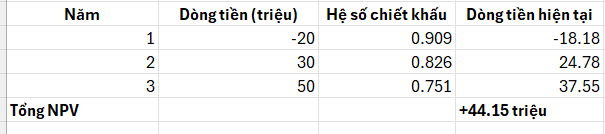 Năm Dòng tiền (triệu) Hệ số chiết khấu Dòng tiền hiện tại
1 -20 0.909 -18.18
2 30 0.826 24.78
3 50 0.751 37.55
Tổng NPV +44.15 triệu